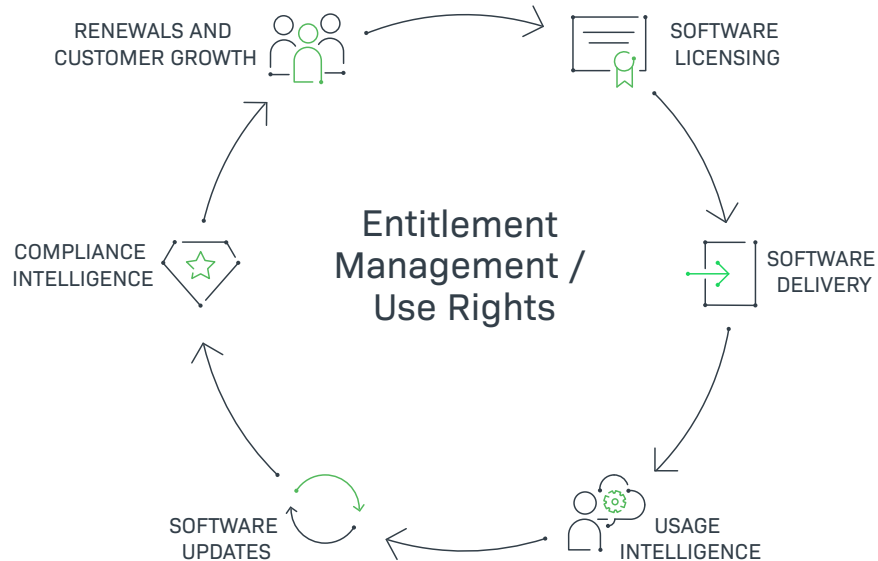 RENEWALS AND
CUSTOMER GROWTH
SOFTWARE
LICENSING
Entitlement
Management /
Use Rights
COMPLIANCE
INTELLIGENCE
SOFTWARE
DELIVERY
SOFTWARE
UPDATES
USAGE
INTELLIGENCE